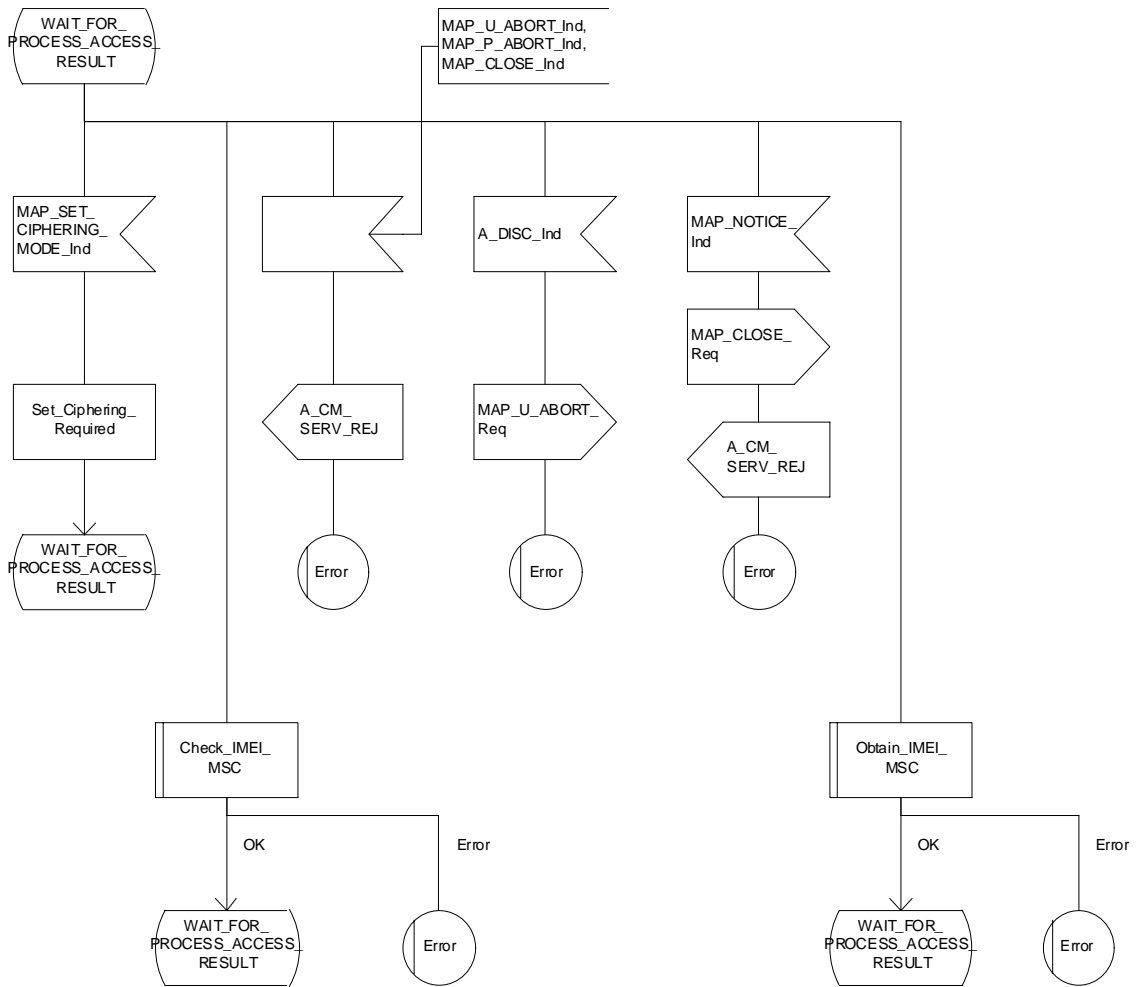 WAIT_FOR_
PROCESS_ACCESS_
RESULT
MAP_U_ABORT_Ind,
MAP_P_ABORT_Ind,
MAP_CLOSE_Ind
MAP_SET_
CIPHERING_
MODE_Ind
A_DISC_Ind
MAP_NOTICE_
Ind
MAP_CLOSE_
Req
Set_Ciphering_
Required
A_CM_
SERV_REJ
MAP_U_ABORT_
Req
A_CM_
SERV_REJ
WAIT_FOR_
PROCESS_ACCESS_
RESULT
Error
Error
Error
Check_IMEI_
MSC
Obtain_IMEI_
MSC
OK
Error
OK
Error
WAIT_FOR_
PROCESS_ACCESS_
RESULT
Error
WAIT_FOR_
PROCESS_ACCESS_
RESULT
Error